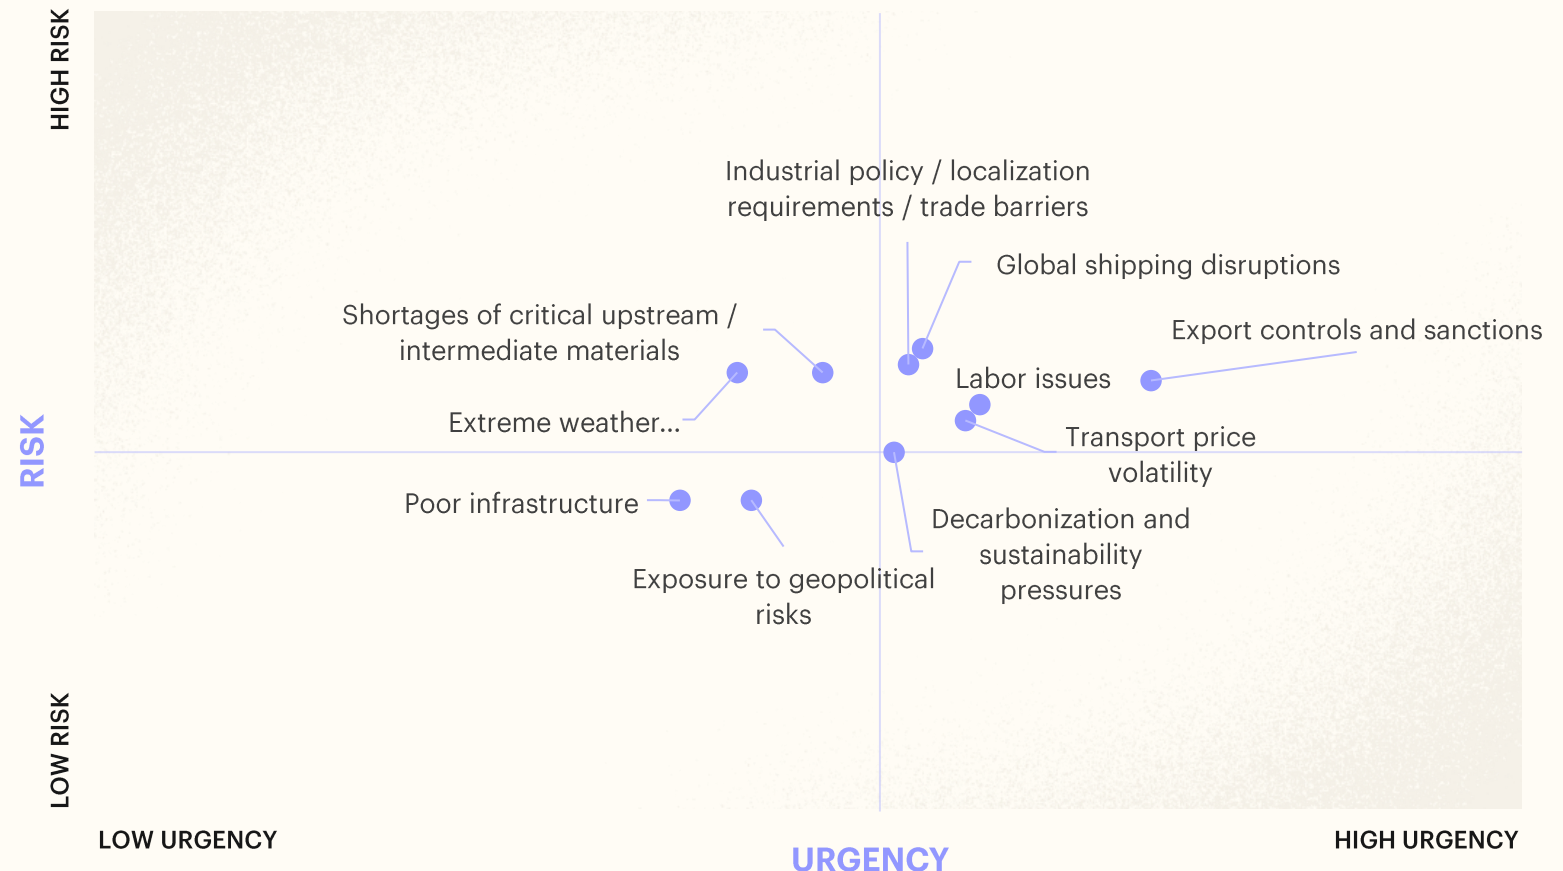 HIGH RISK
Industrial policy / localization
requirements / trade barriers
Global shipping disruptions
Shortages of critical upstream /
intermediate materials
Export controls and sanctions
Labor issues
Extreme weather...
Transport price
volatility
RISK
Poor infrastructure
Decarbonization and
sustainability
pressures
Exposure to geopolitical
risks
LOW RISK
LOW URGENCY
HIGH URGENCY
URGENCY